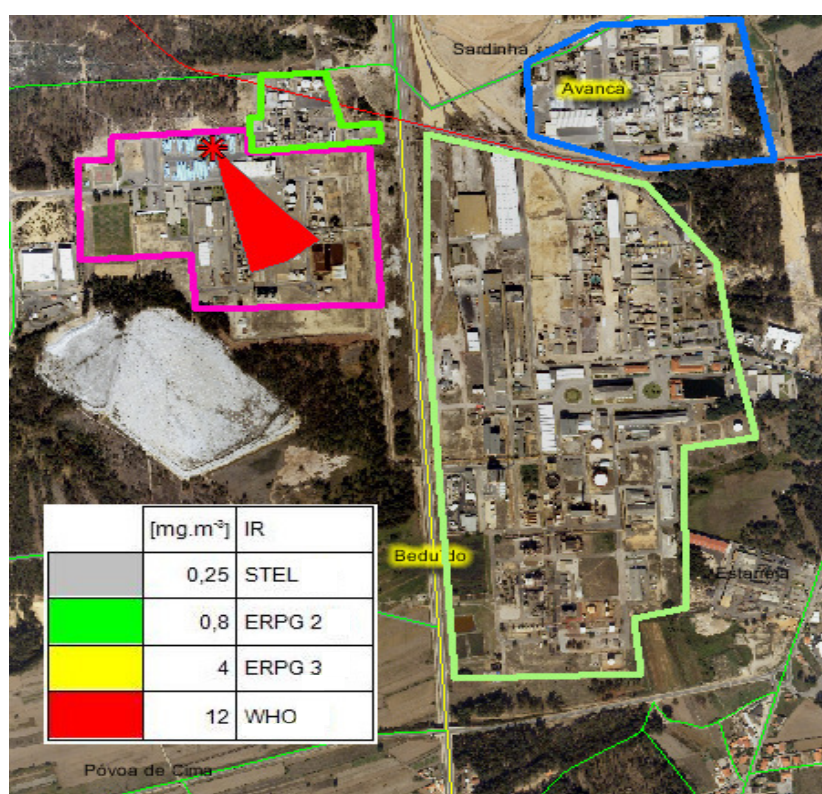 Sardinha
Avanca
[mg.m⁻³] IR
0,25 STEL
0,8 ERPG 2
4 ERPG 3
12 WHO
Beduido
Estarreja
Póvoa de Cima